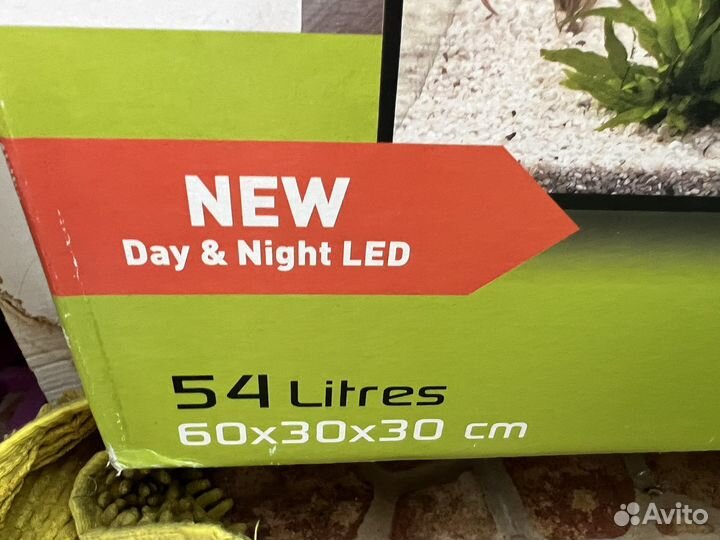 NEW
Day & Night LED
54 Litres
60x30x30 cm
Avito